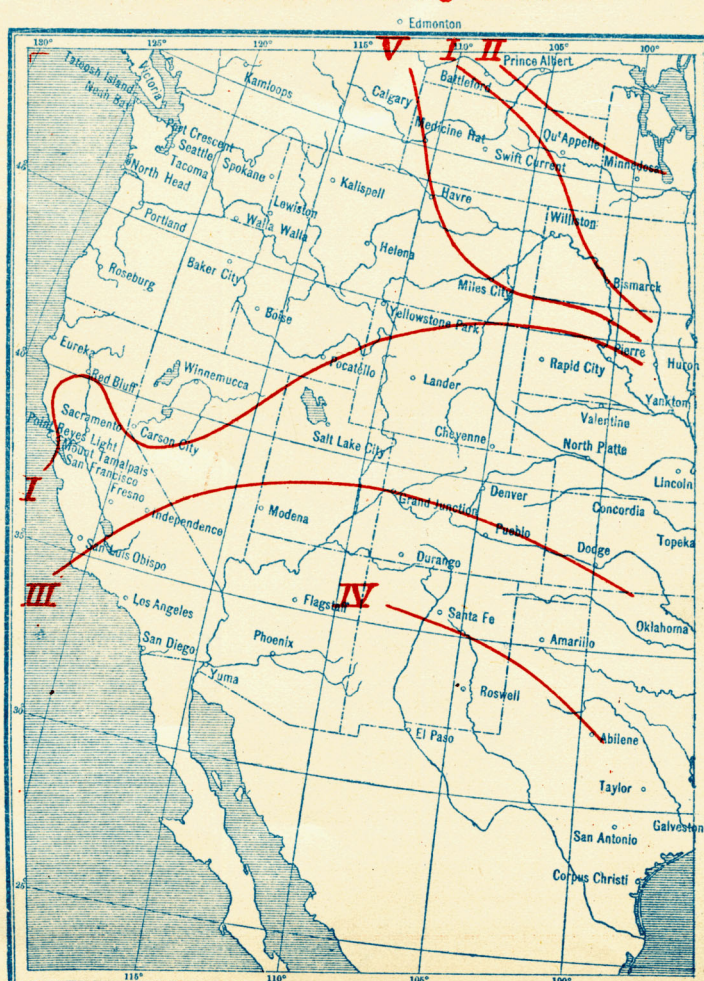 Edmonton
120° 125° 120° 115° 110° 105° 100°
V I II
Prince Albert
Tatoosh Island
Neah Bay
Victoria
Kamloops
Battleford
Calgary
Medicine Hat
Qu'Appelle
Minnedosa
Swift Current
Port Crescent
Seattle
Tacoma
Spokane
North Head
Kalispell
Havre
Lewiston
Walla Walla
Williston
Portland
Helena
Baker City
Roseburg
Miles City
Bismarck
Boise
Yellowstone Park
Eureka
40
Pierre
Huron
Red Bluff
Winnemucca
Pocatello
Lander
Rapid City
Yankton
Valentine
Sacramento
Carson City
Salt Lake City
Cheyenne
North Platte
Point Reyes Light
Mount Tamalpais
San Francisco
Lincoln
I
Fresno
Independence
Modena
Grand Junction
Denver
Concordia
Pueblo
Topeka
35
San Luis Obispo
Durango
Dodge
III
IV
Los Angeles
Flagstaff
Santa Fe
Oklahoma
San Diego
Phoenix
Amarillo
Yuma
Roswell
30
El Paso
Abilene
Taylor
Galveston
San Antonio
Corpus Christi
25
115° 110° 105° 100°